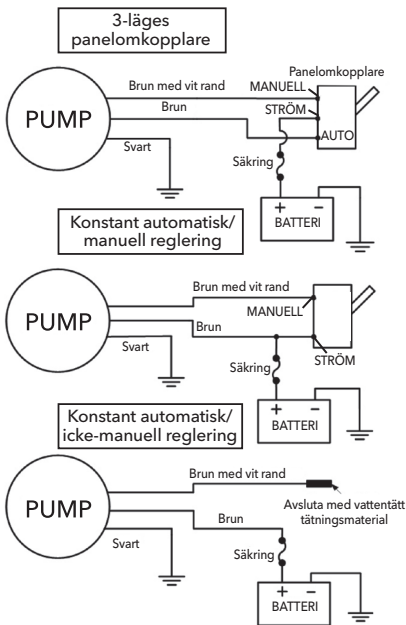 3-läges
panelomkopplare
Panelomkopplare
Brun med vit rand
MANUELL
STRÖM
Brun
PUMP
AUTO
Svart
Säkring
+ −
BATTERI
Konstant automatisk/
manuell reglering
Brun med vit rand
MANUELL
PUMP
Brun
Svart
STRÖM
Säkring
+ −
BATTERI
Konstant automatisk/
icke-manuell reglering
Brun med vit rand
Avsluta med vattentätt
tätningsmaterial
PUMP
Brun
Svart
Säkring
+ −
BATTERI